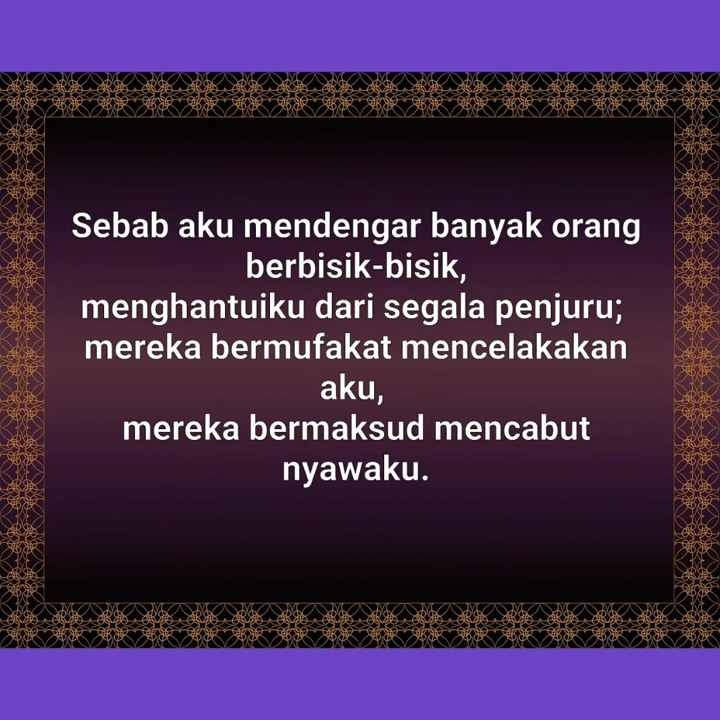 Sebab aku mendengar banyak orang
berbisik-bisik,
menghantuiku dari segala penjuru;
mereka bermufakat mencelakakan
aku,
mereka bermaksud mencabut
nyawaku.